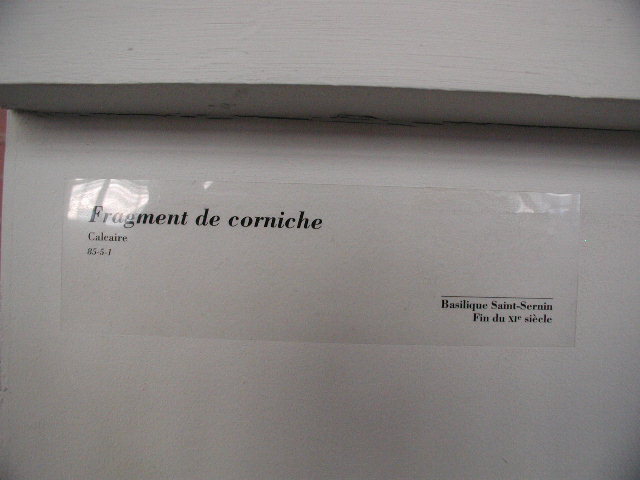 Fragment de corniche
Calcaire
85-5-1
Basilique Saint-Sernin
Fin du XIe siècle